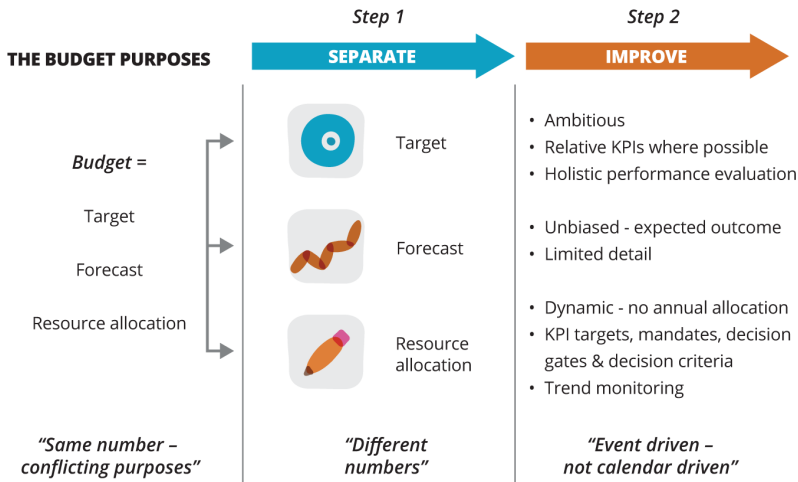 Step 1
Step 2
THE BUDGET PURPOSES
SEPARATE
IMPROVE
Budget =
Target
Forecast
Resource allocation
Target
Forecast
Resource
allocation
• Ambitious
• Relative KPIs where possible
• Holistic performance evaluation
• Unbiased - expected outcome
• Limited detail
• Dynamic - no annual allocation
• KPI targets, mandates, decision
gates & decision criteria
• Trend monitoring
“Same number –
conflicting purposes”
“Different
numbers”
“Event driven –
not calendar driven”